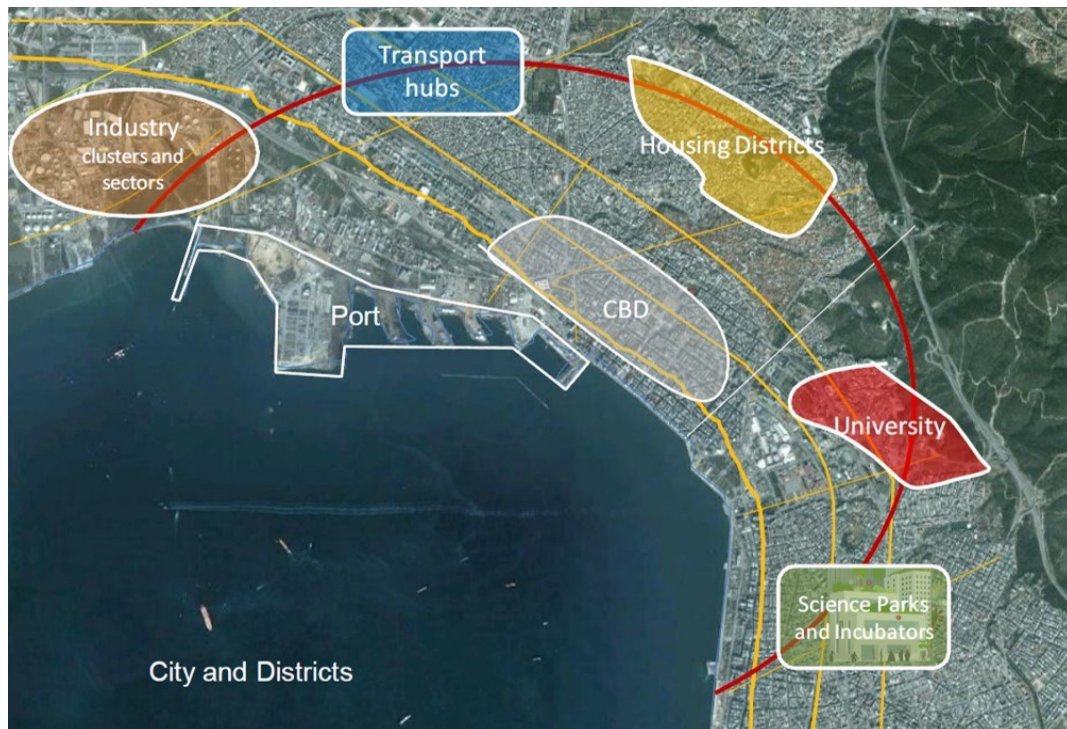 Transport
hubs
Industry
clusters and
sectors
Housing Districts
Port
CBD
University
Science Parks
and Incubators
City and Districts